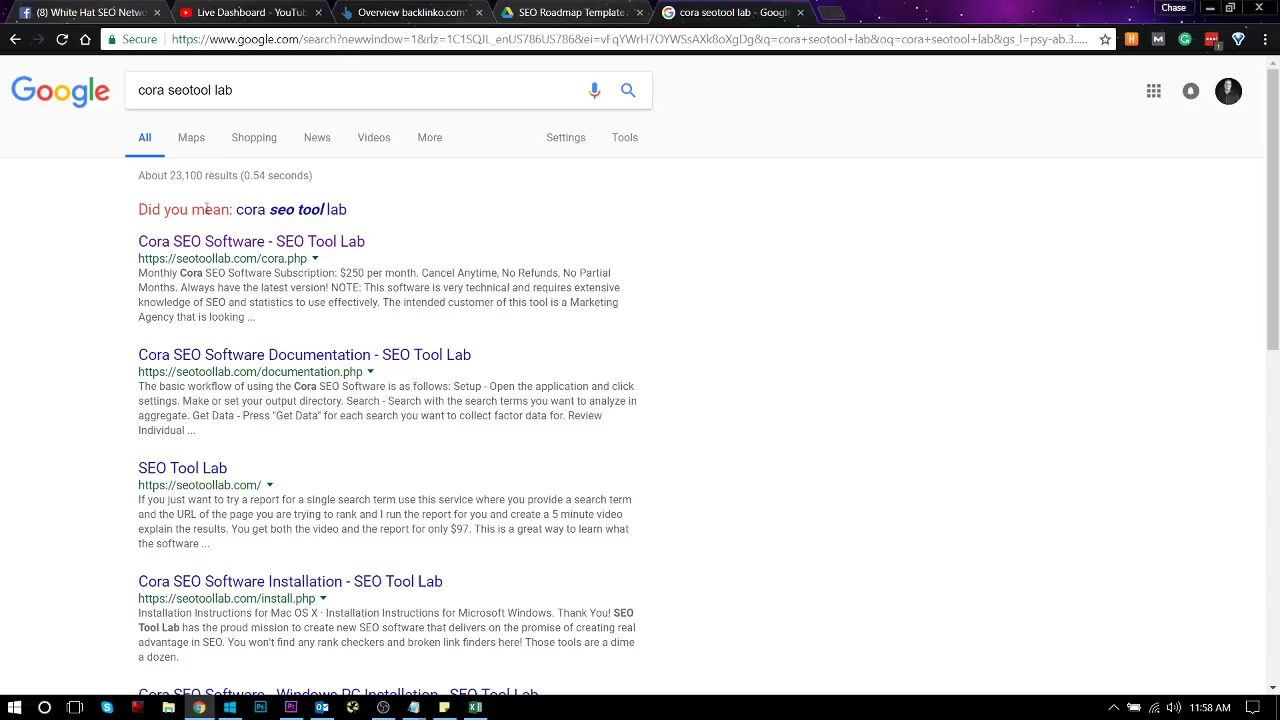 (8) White Hat SEO Netw
Live Dashboard - YouTub
Overview backlinko.com
SEO Roadmap Template -
cora seotool lab - Googl
Chase
Secure
https://www.google.com/search?newwindow=1&rlz=1C1SQJL_enUS786US786&ei=vFqYWrH7OYWSsAXk8oXgDg&q=cora+seotool+lab&oq=cora+seotool+lab&gs_l=psy-ab.3.....
Google
cora seotool lab
All
Maps
Shopping
News
Videos
More
Settings
Tools
About 23,100 results (0.54 seconds)
Did you mean: cora seo tool lab
Cora SEO Software - SEO Tool Lab
https://seotoollab.com/cora.php
Monthly Cora SEO Software Subscription: $250 per month. Cancel Anytime, No Refunds, No Partial
Months. Always have the latest version! NOTE: This software is very technical and requires extensive
knowledge of SEO and statistics to use effectively. The intended customer of this tool is a Marketing
Agency that is looking ...
Cora SEO Software Documentation - SEO Tool Lab
https://seotoollab.com/documentation.php
The basic workflow of using the Cora SEO Software is as follows: Setup - Open the application and click
settings. Make or set your output directory. Search - Search with the search terms you want to analyze in
aggregate. Get Data - Press "Get Data" for each search you want to collect factor data for. Review
Individual ...
SEO Tool Lab
https://seotoollab.com/
If you just want to try a report for a single search term use this service where you provide a search term
and the URL of the page you are trying to rank and I run the report for you and create a 5 minute video
explain the results. You get both the video and the report for only $97. This is a great way to learn what
the software ...
Cora SEO Software Installation - SEO Tool Lab
https://seotoollab.com/install.php
Installation Instructions for Mac OS X · Installation Instructions for Microsoft Windows. Thank You! SEO
Tool Lab has the proud mission to create new SEO software that delivers on the promise of creating real
advantage in SEO. You won't find any rank checkers and broken link finders here! Those tools are a dime
a dozen.
Cora SEO Software - Windows PC Installation - SEO Tool Lab
11:58 AM